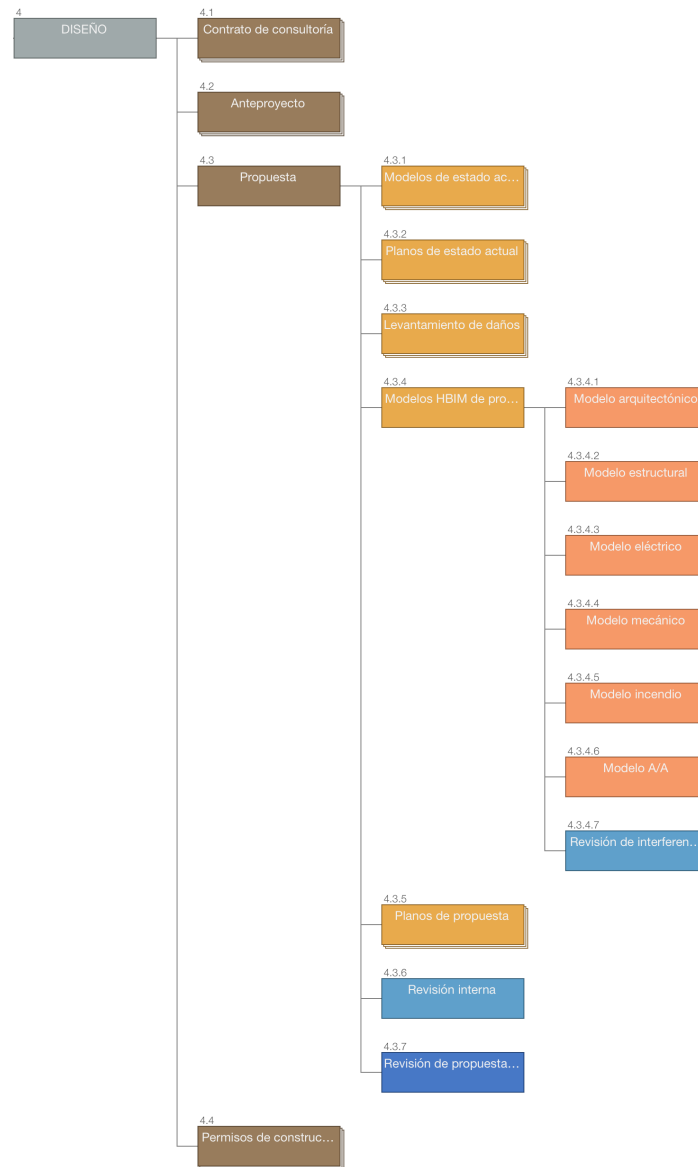 4
DISEÑO
4.1
Contrato de consultoría
4.2
Anteproyecto
4.3
Propuesta
4.3.1
Modelos de estado ac...
4.3.2
Planos de estado actual
4.3.3
Levantamiento de daños
4.3.4
Modelos HBIM de pro...
4.3.4.1
Modelo arquitectónico
4.3.4.2
Modelo estructural
4.3.4.3
Modelo eléctrico
4.3.4.4
Modelo mecánico
4.3.4.5
Modelo incendio
4.3.4.6
Modelo A/A
4.3.4.7
Revisión de interferen...
4.3.5
Planos de propuesta
4.3.6
Revisión interna
4.3.7
Revisión de propuesta...
4.4
Permisos de construc...